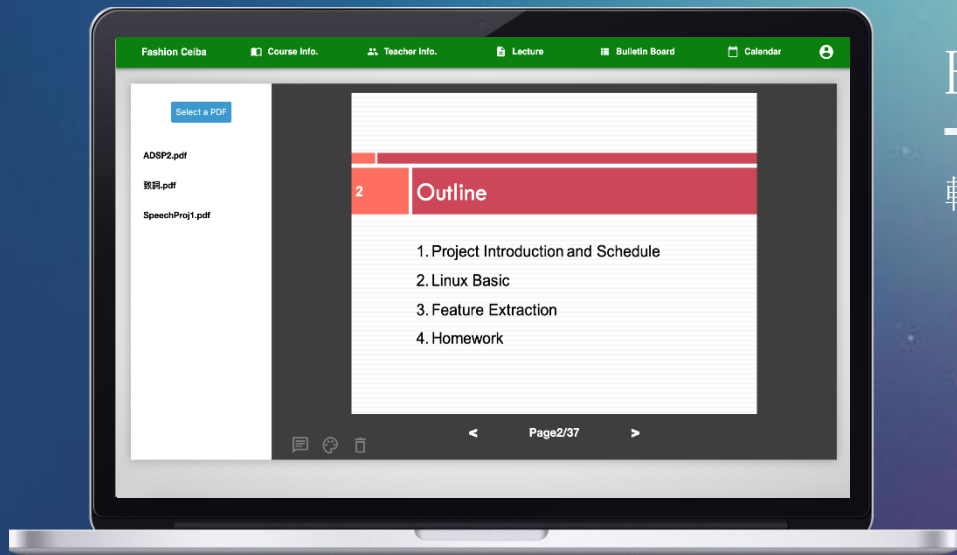 Fashion Ceiba Course Info. Teacher Info. Lecture Bulletin Board Calendar
Select a PDF
ADSP2.pdf
致詞.pdf
SpeechProj1.pdf
2 Outline
1. Project Introduction and Schedule
2. Linux Basic
3. Feature Extraction
4. Homework
< Page2/37 >